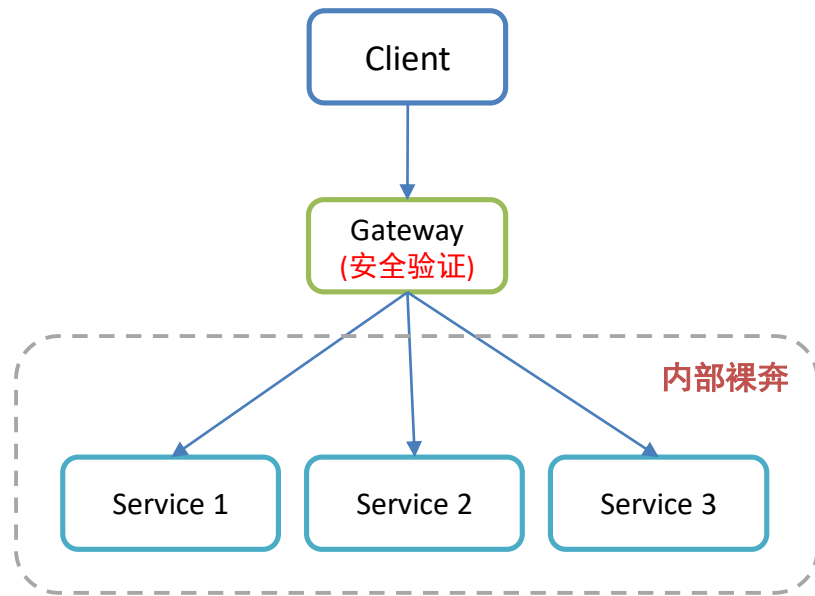 Client
Gateway
(安全验证)
内部裸奔
Service 1
Service 2
Service 3